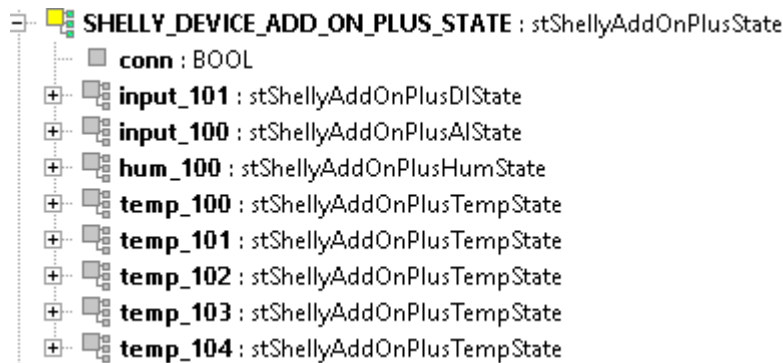 SHELLY_DEVICE_ADD_ON_PLUS_STATE : stShellyAddOnPlusState
conn : BOOL
input_101 : stShellyAddOnPlusDIState
input_100 : stShellyAddOnPlusAIState
hum_100 : stShellyAddOnPlusHumState
temp_100 : stShellyAddOnPlusTempState
temp_101 : stShellyAddOnPlusTempState
temp_102 : stShellyAddOnPlusTempState
temp_103 : stShellyAddOnPlusTempState
temp_104 : stShellyAddOnPlusTempState